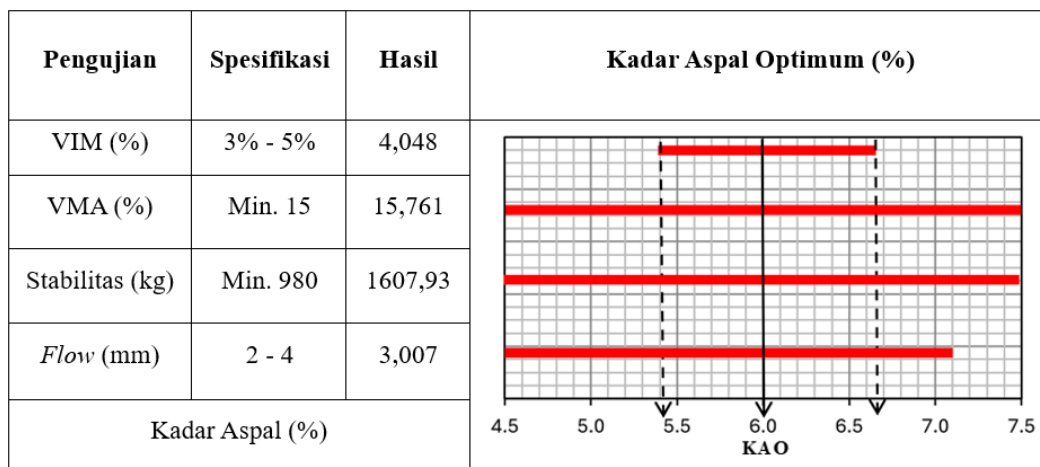 Pengujian Spesifikasi Hasil Kadar Aspal Optimum (%)
VIM (%) 3% - 5% 4,048
VMA (%) Min. 15 15,761
Stabilitas (kg) Min. 980 1607,93
Flow (mm) 2 - 4 3,007
Kadar Aspal (%)
4.5 5.0 5.5 6.0 6.5 7.0 7.5
KAO